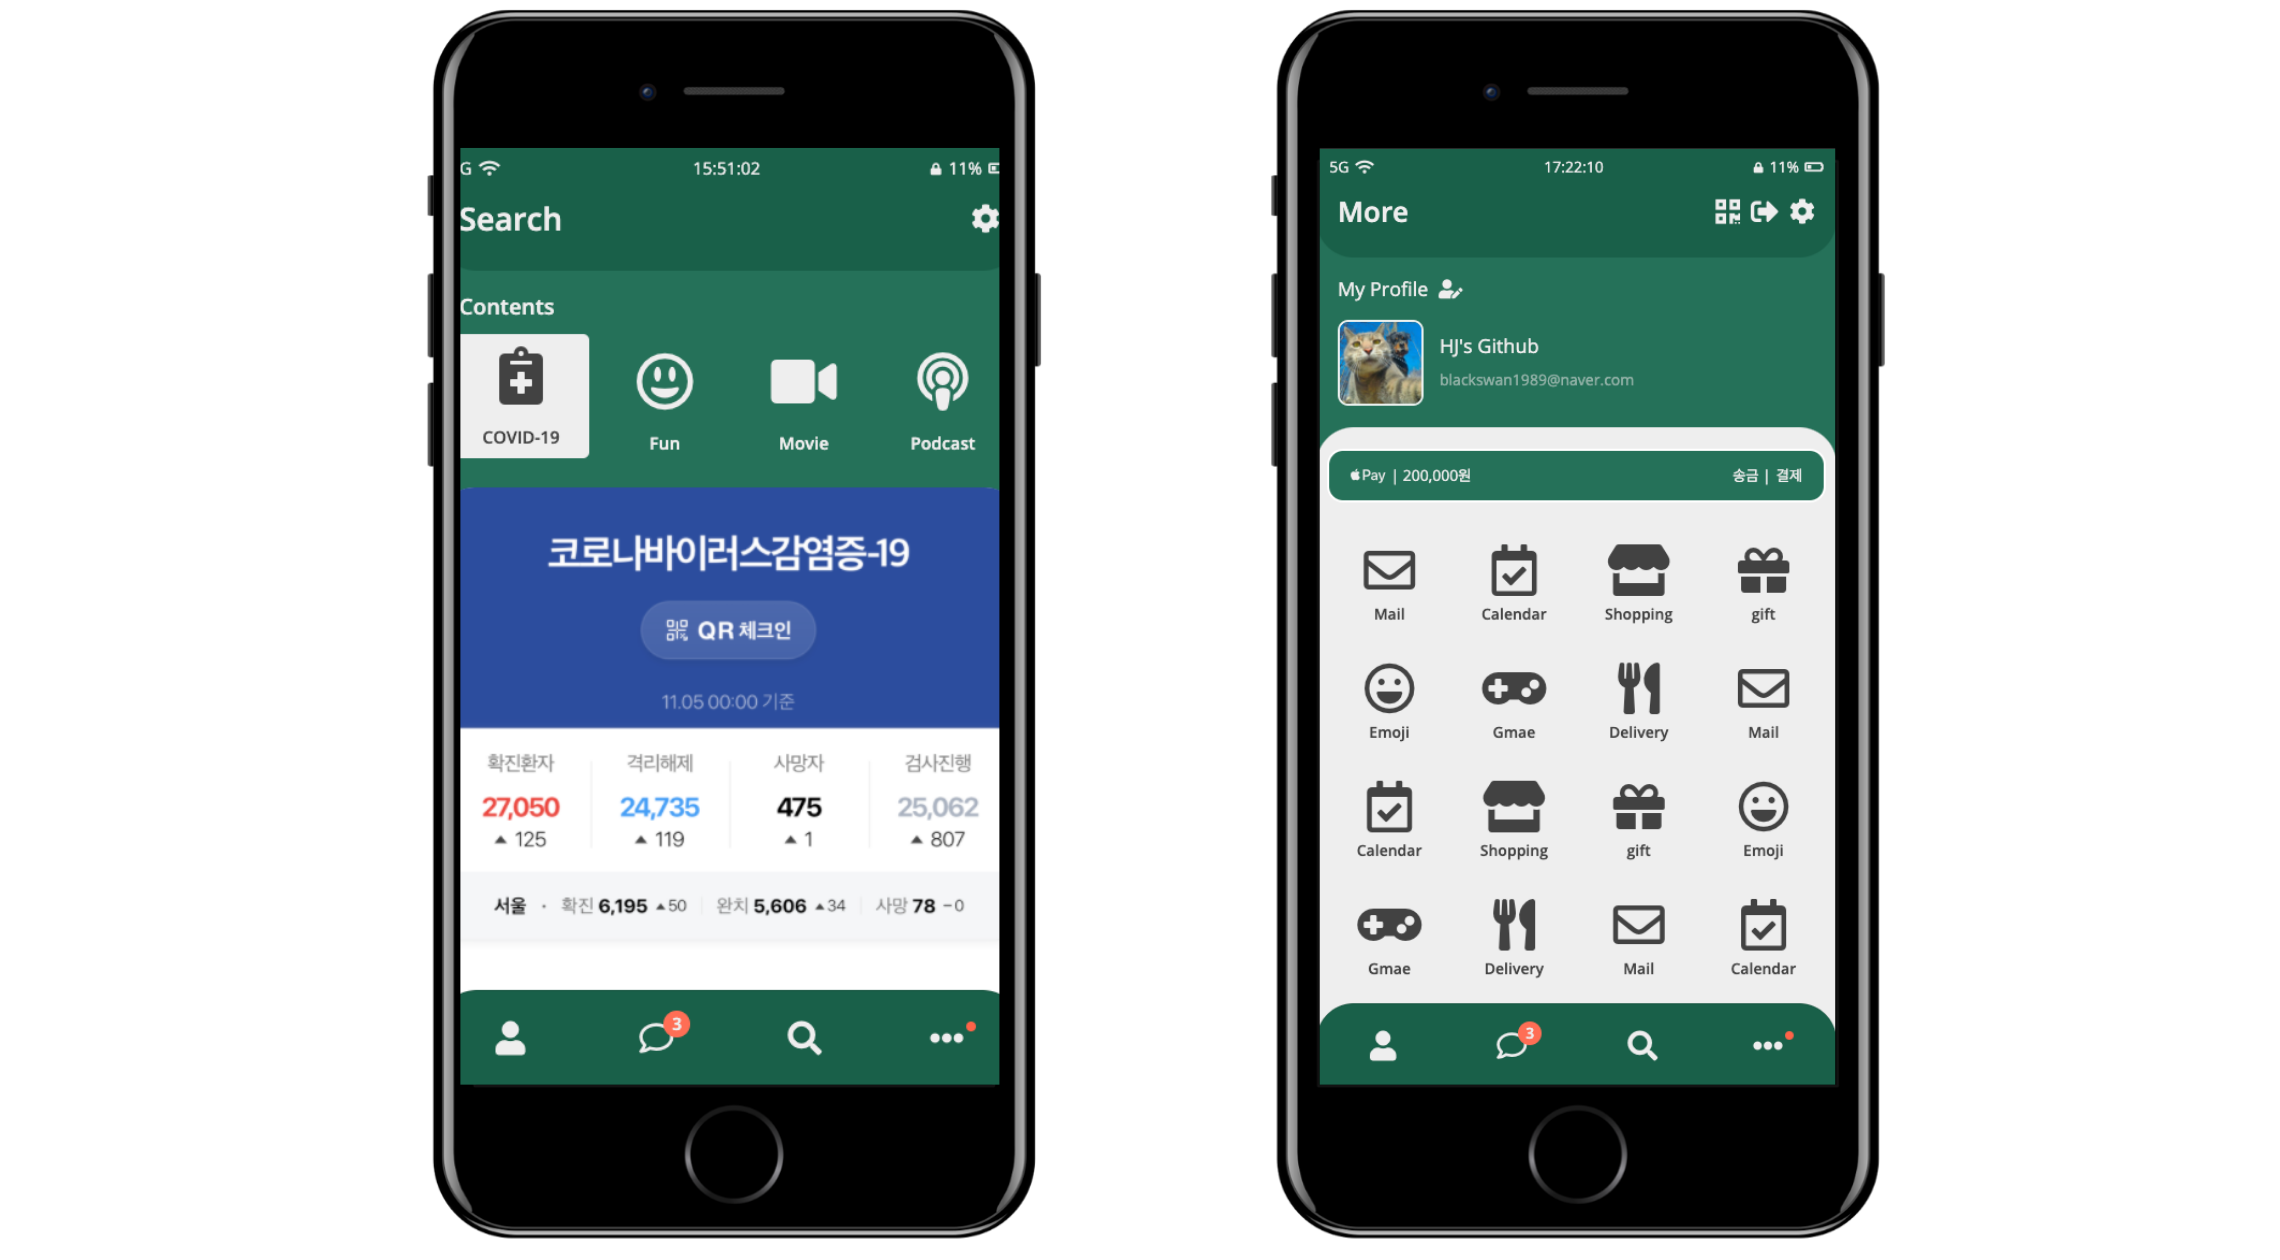 G 15:51:02 11%
Search
Contents
COVID-19 Fun Movie Podcast
코로나바이러스감염증-19
QR 체크인
11.05 00:00 기준
확진환자 격리해제 사망자 검사진행
27,050 24,735 475 25,062
▲ 125 ▲ 119 ▲ 1 ▲ 807
서울 · 확진 6,195 ▲50 완치 5,606 ▲34 사망 78 -0
3
5G 17:22:10 11%
More
My Profile
HJ's Github
blackswan1989@naver.com
Pay | 200,000원 송금 | 결제
Mail Calendar Shopping gift
Emoji Gmae Delivery Mail
Calendar Shopping gift Emoji
Gmae Delivery Mail Calendar
3